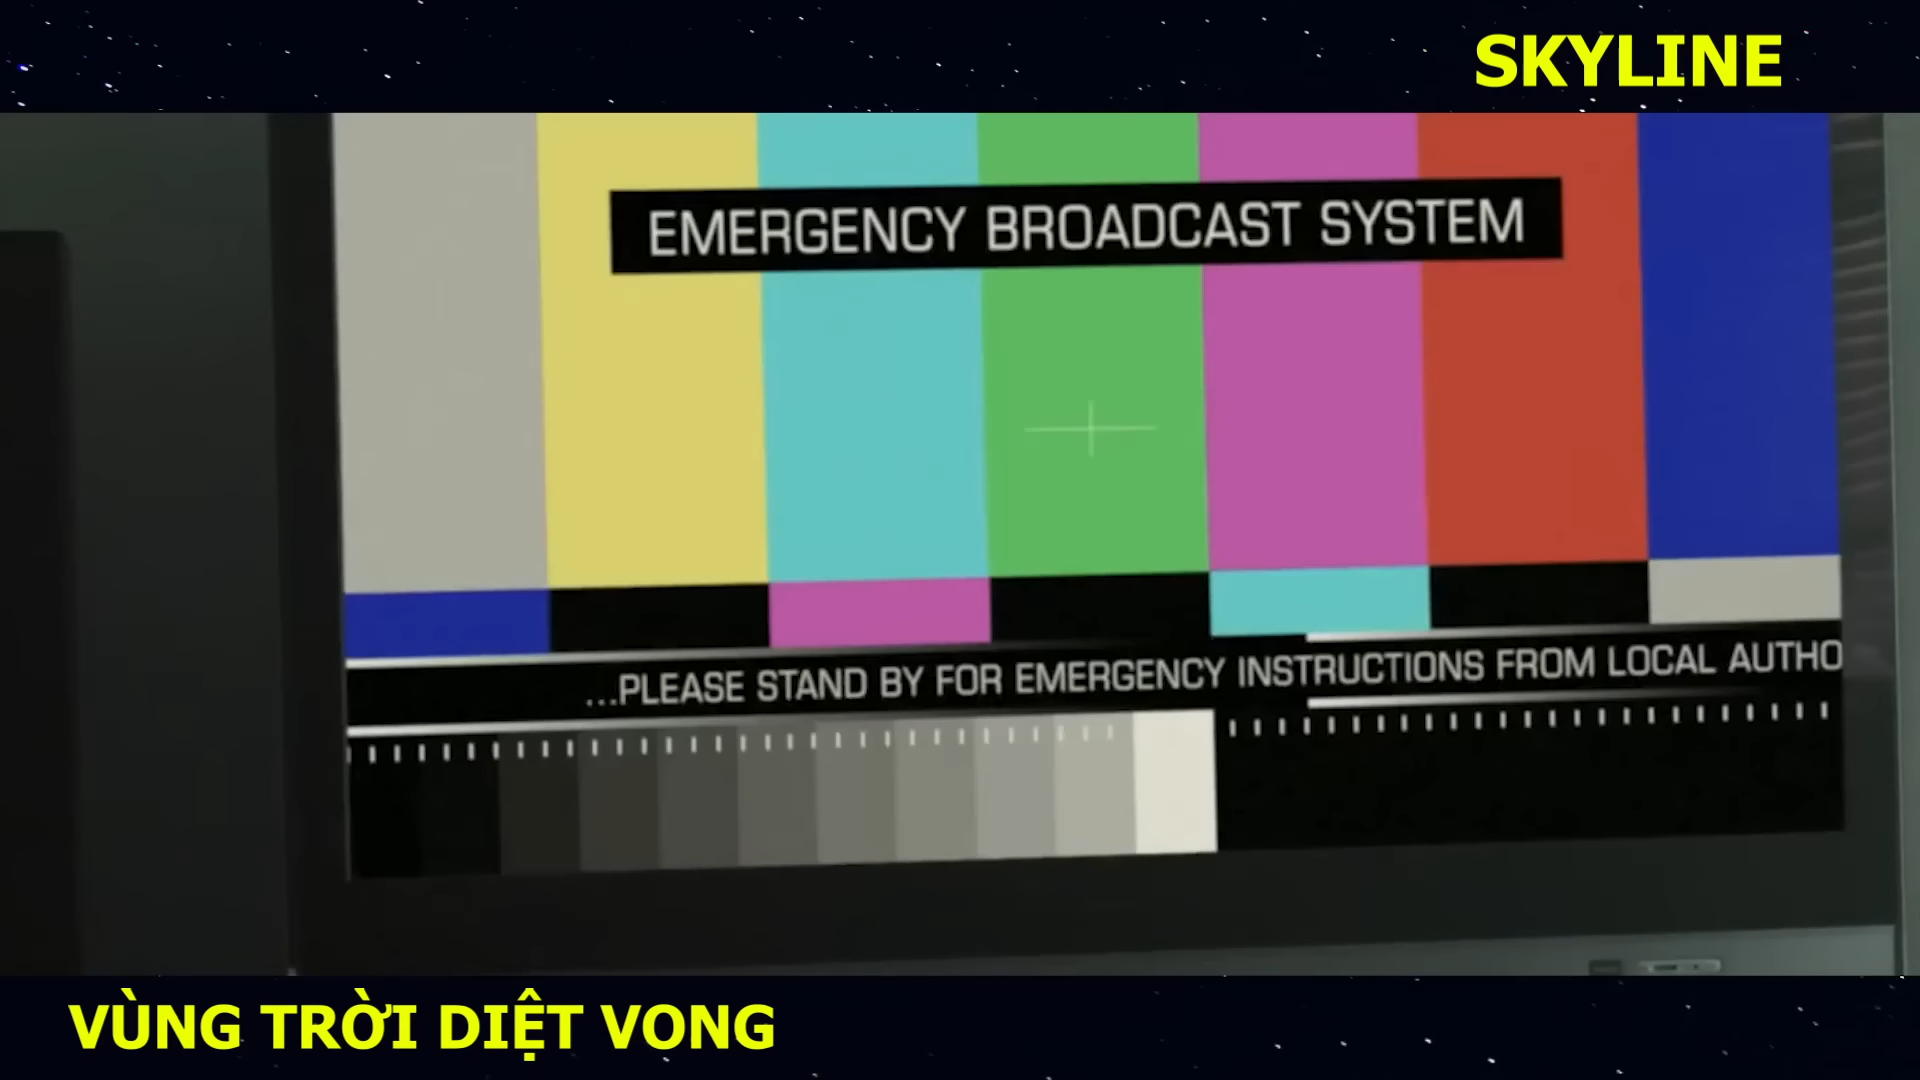 SKYLINE
EMERGENCY BROADCAST SYSTEM
...PLEASE STAND BY FOR EMERGENCY INSTRUCTIONS FROM LOCAL AUTHO
VÙNG TRỜI DIỆT VONG